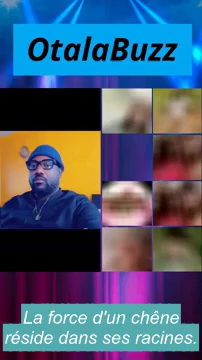 OtalaBuzz
La force d'un chêne
réside dans ses racines.